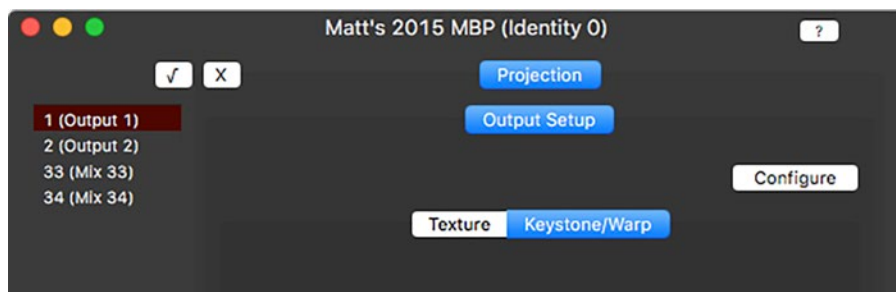 Matt's 2015 MBP (Identity 0)
?
√ X
Projection
1 (Output 1)
Output Setup
2 (Output 2)
33 (Mix 33)
Configure
34 (Mix 34)
Texture Keystone/Warp